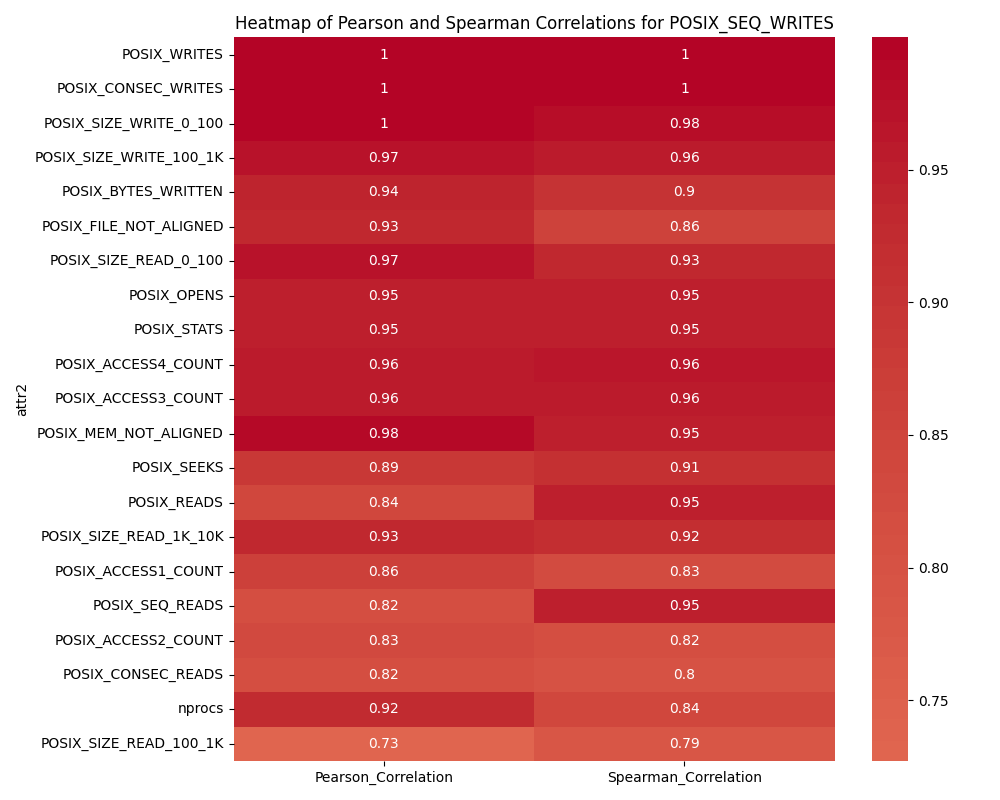 Heatmap of Pearson and Spearman Correlations for POSIX_SEQ_WRITES
attr2
POSIX_WRITES 1 1
POSIX_CONSEC_WRITES 1 1
POSIX_SIZE_WRITE_0_100 1 0.98
POSIX_SIZE_WRITE_100_1K 0.97 0.96
POSIX_BYTES_WRITTEN 0.94 0.9
POSIX_FILE_NOT_ALIGNED 0.93 0.86
POSIX_SIZE_READ_0_100 0.97 0.93
POSIX_OPENS 0.95 0.95
POSIX_STATS 0.95 0.95
POSIX_ACCESS4_COUNT 0.96 0.96
POSIX_ACCESS3_COUNT 0.96 0.96
POSIX_MEM_NOT_ALIGNED 0.98 0.95
POSIX_SEEKS 0.89 0.91
POSIX_READS 0.84 0.95
POSIX_SIZE_READ_1K_10K 0.93 0.92
POSIX_ACCESS1_COUNT 0.86 0.83
POSIX_SEQ_READS 0.82 0.95
POSIX_ACCESS2_COUNT 0.83 0.82
POSIX_CONSEC_READS 0.82 0.8
nprocs 0.92 0.84
POSIX_SIZE_READ_100_1K 0.73 0.79
Pearson_Correlation Spearman_Correlation
0.95
0.90
0.85
0.80
0.75